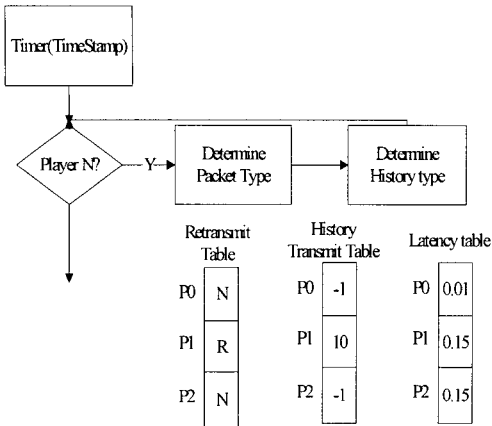 Timer(TimeStamp)
Player N?
Y
Determine
Packet Type
Determine
History type
Retransmit
Table
History
Transmit Table
Latency table
P0 N
P1 R
P2 N
P0 -1
P1 10
P2 -1
P0 0.01
P1 0.15
P2 0.15